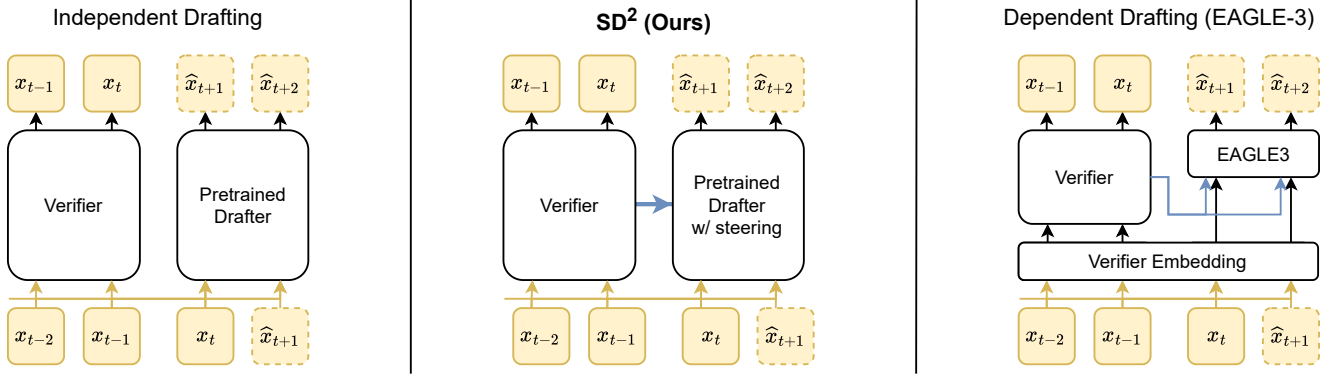 Independent Drafting
x̂_{t+1} x̂_{t+2}
x_{t-1} x_t
Verifier
Pretrained
Drafter
x_{t-2} x_{t-1} x_t x̂_{t+1}
SD² (Ours)
x_{t-1} x_t x̂_{t+1} x̂_{t+2}
Verifier
Pretrained
Drafter
w/ steering
x_{t-2} x_{t-1} x_t x̂_{t+1}
Dependent Drafting (EAGLE-3)
x_{t-1} x_t x̂_{t+1} x̂_{t+2}
Verifier
EAGLE3
Verifier Embedding
x_{t-2} x_{t-1} x_t x̂_{t+1}